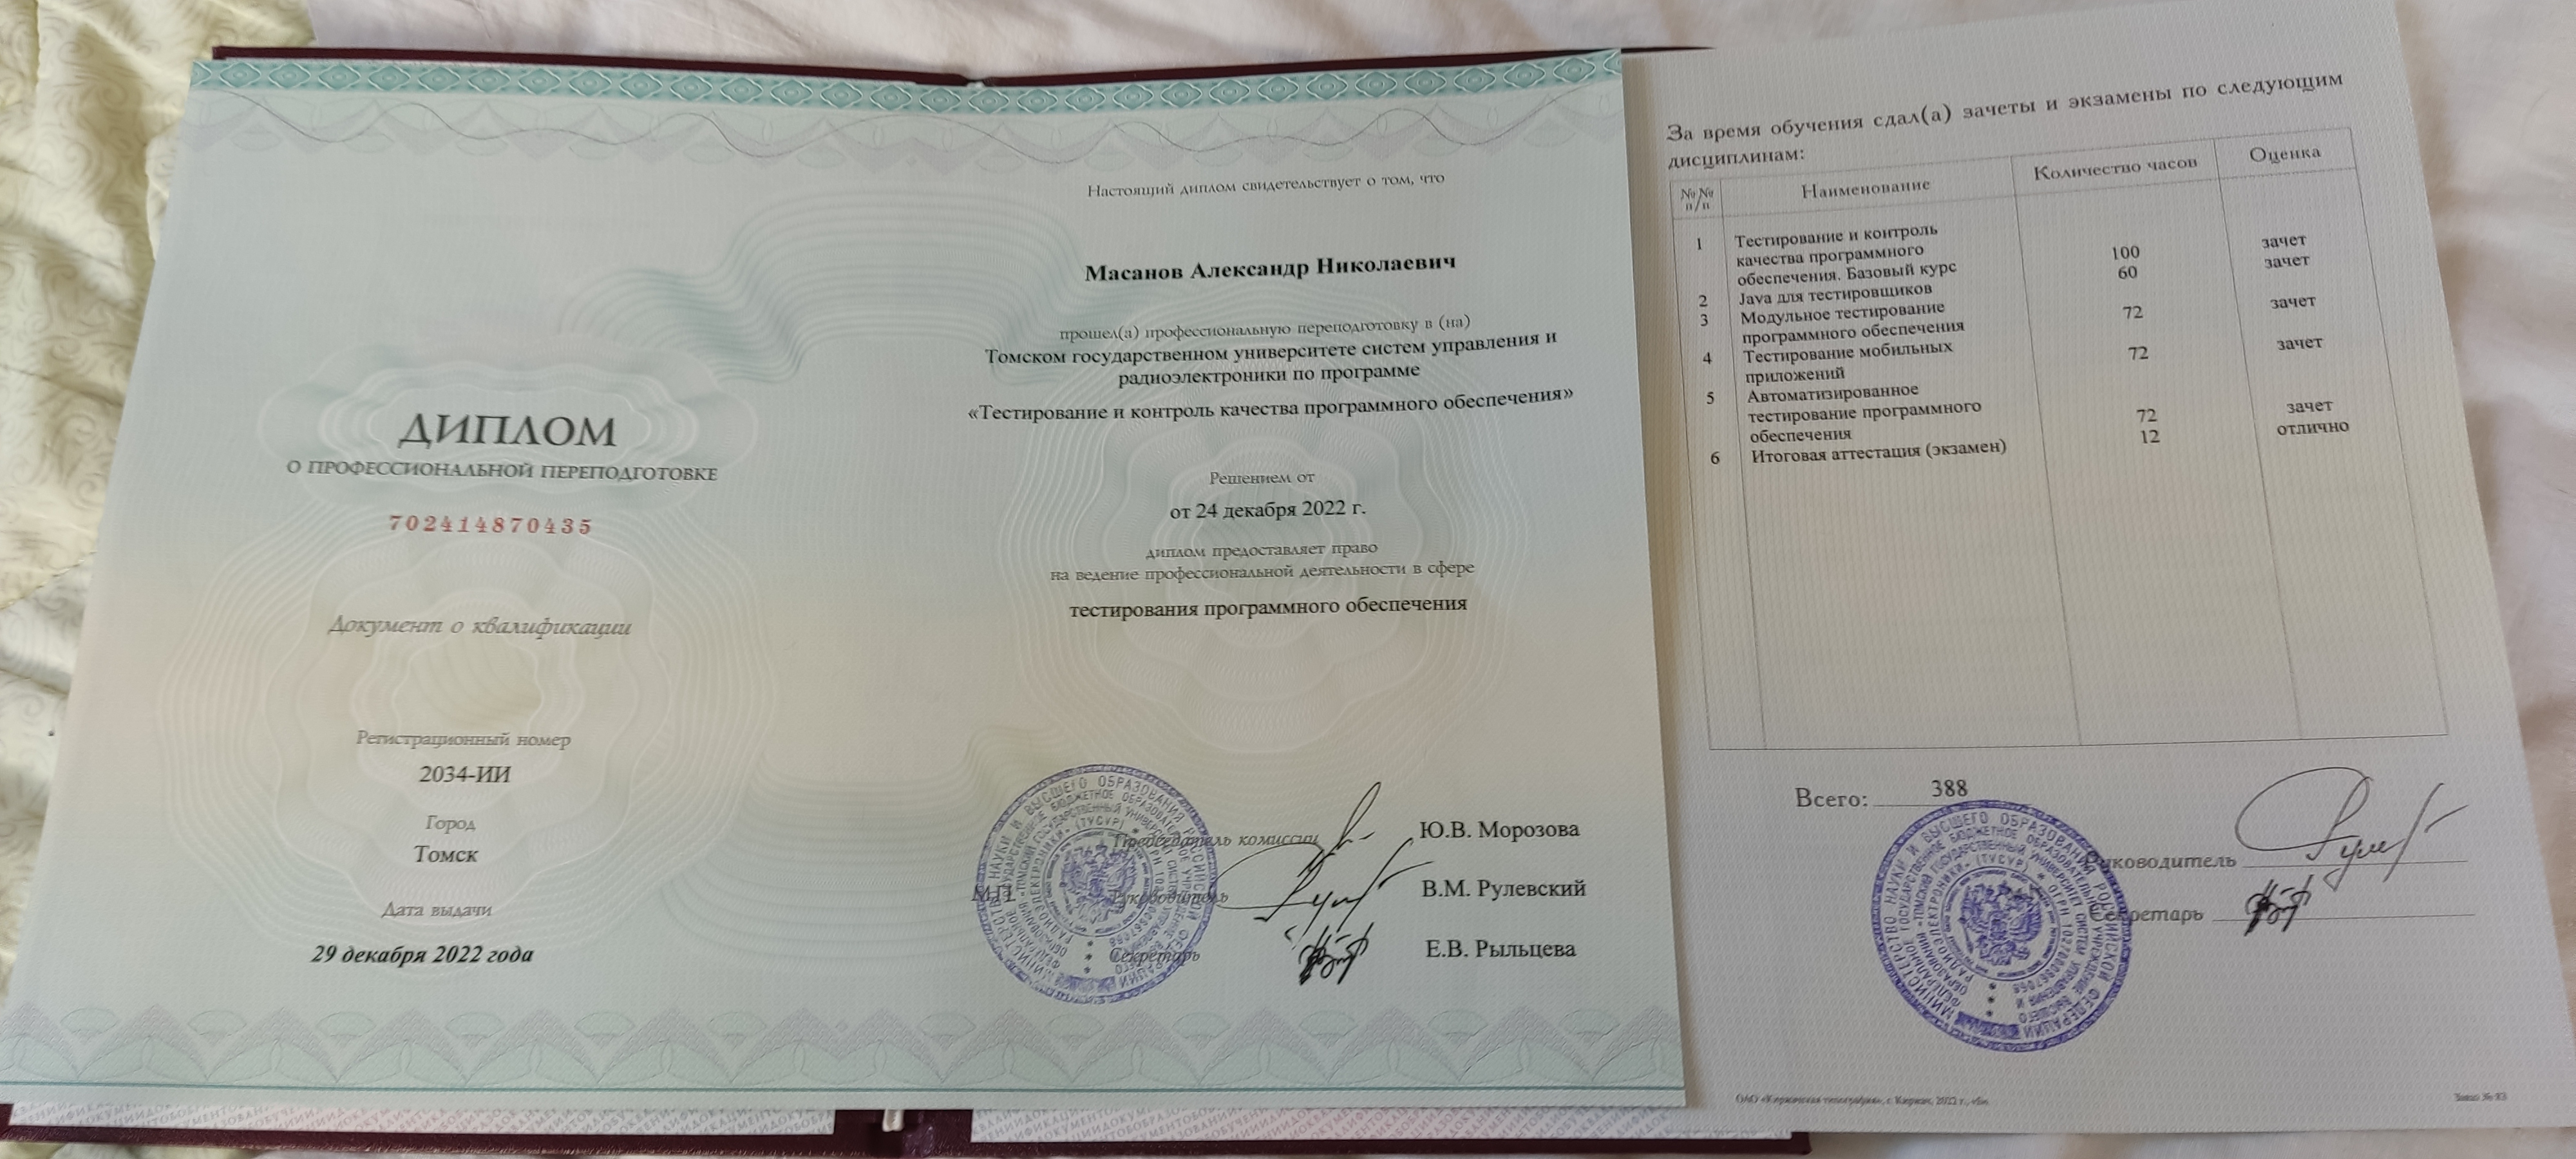 ДИПЛОМ
О ПРОФЕССИОНАЛЬНОЙ ПЕРЕПОДГОТОВКЕ
702414870435
Документ о квалификации
Регистрационный номер
2034-ИИ
Город
Томск
Дата выдачи
29 декабря 2022 года
Настоящий диплом свидетельствует о том, что
Масанов Александр Николаевич
прошел(а) профессиональную переподготовку в (на)
Томском государственном университете систем управления и
радиоэлектроники по программе
«Тестирование и контроль качества программного обеспечения»
Решением от
от 24 декабря 2022 г.
диплом предоставляет право
на ведение профессиональной деятельности в сфере
тестирования программного обеспечения
Председатель комиссии Ю.В. Морозова
М.П. Руководитель В.М. Рулевский
Секретарь Е.В. Рыльцева
За время обучения сдал(а) зачеты и экзамены по следующим
дисциплинам:
№№ п/п Наименование Количество часов Оценка
1 Тестирование и контроль
качества программного 100 зачет
обеспечения. Базовый курс 60 зачет
2 Java для тестировщиков
3 Модульное тестирование 72 зачет
программного обеспечения
4 Тестирование мобильных 72 зачет
приложений
5 Автоматизированное
тестирование программного 72 зачет
обеспечения 12 отлично
6 Итоговая аттестация (экзамен)
Всего: 388
Руководитель
Секретарь
ОАО «Киржачская типография», г. Киржач, 2022 г., «Б».